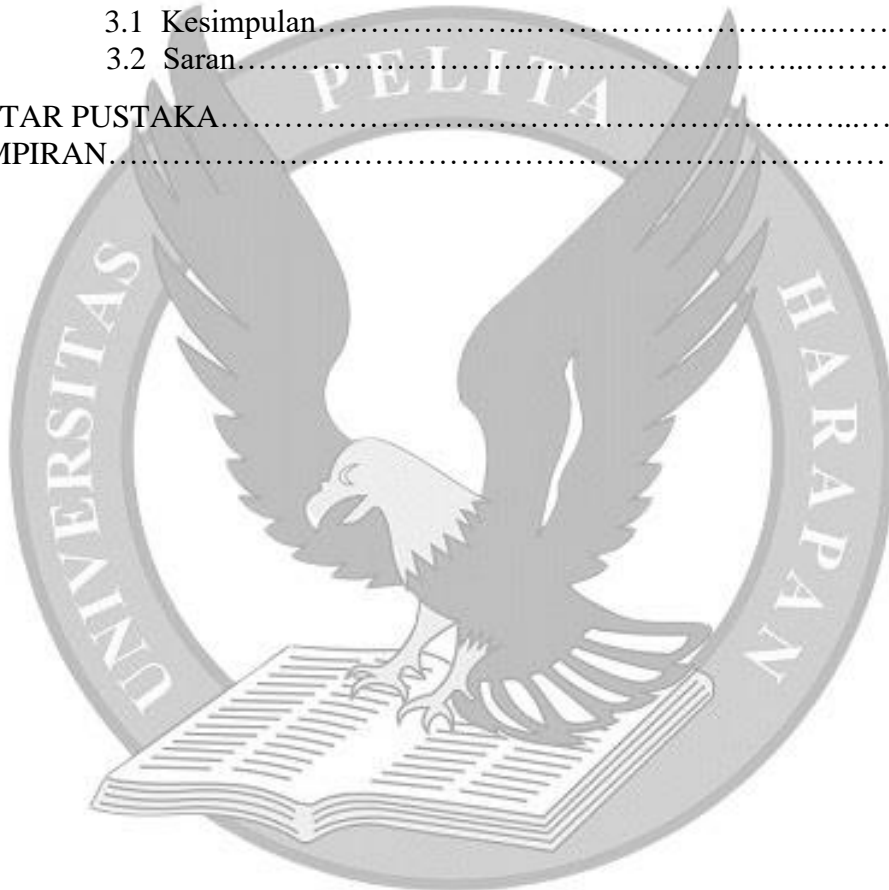 3.1 Kesimpulan………………..………………………...……
3.2 Saran……………………………….………………….………
TAR PUSTAKA…………………………………………………...…
MPIRAN………………………………………………………………
UNIVERSITAS PELITA HARAPAN